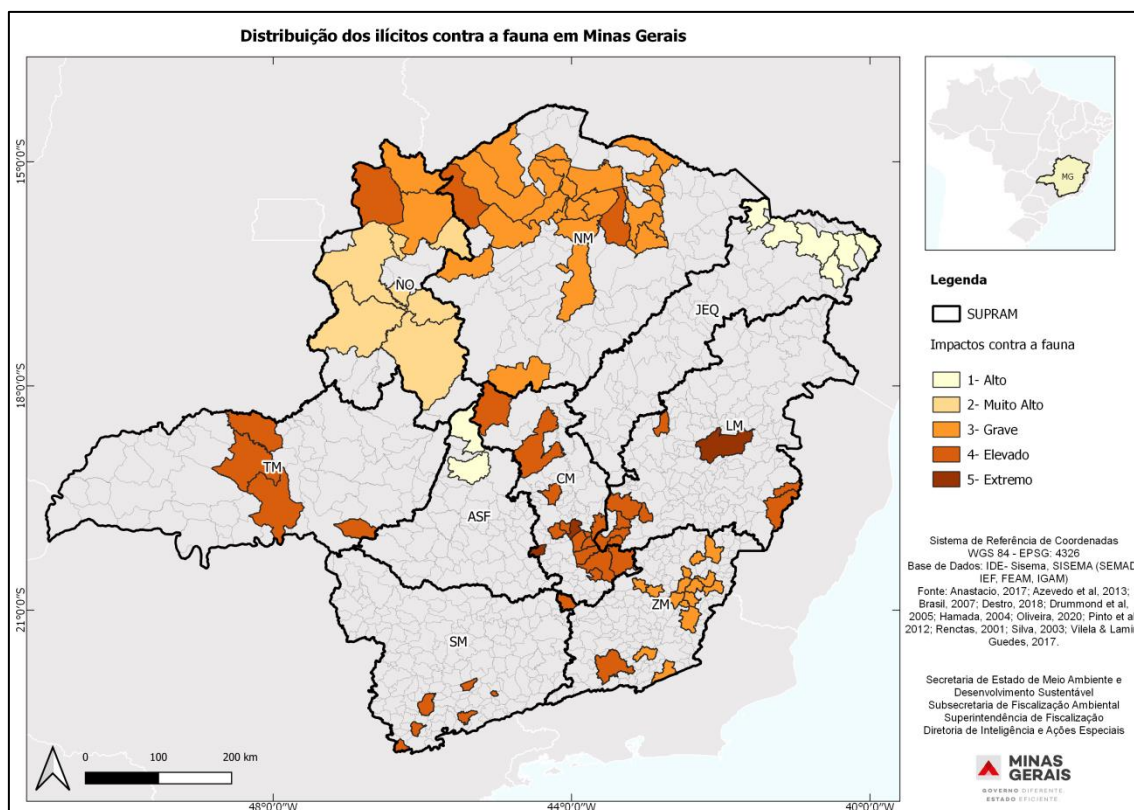 Distribuição dos ilícitos contra a fauna em Minas Gerais
15°0'0"S
18°0'0"S
21°0'0"S
48°0'0"W
44°0'0"W
40°0'0"W
NM
NO
JEQ
LM
TM
CM
ASF
ZM
SM
0
100
200 km
MG
Legenda
SUPRAM
Impactos contra a fauna
1- Alto
2- Muito Alto
3- Grave
4- Elevado
5- Extremo
Sistema de Referência de Coordenadas
WGS 84 - EPSG: 4326
Base de Dados: IDE- Sisema, SISEMA (SEMAD
IEF, FEAM, IGAM)
Fonte: Anastacio, 2017; Azevedo et al, 2013;
Brasil, 2007; Destro, 2018; Drummond et al,
2005; Hamada, 2004; Oliveira, 2020; Pinto et al
2012; Renctas, 2001; Silva, 2003; Vilela & Lamin
Guedes, 2017.
Secretaria de Estado de Meio Ambiente e
Desenvolvimento Sustentável
Subsecretaria de Fiscalização Ambiental
Superintendência de Fiscalização
Diretoria de Inteligência e Ações Especiais
MINAS
GERAIS
GOVERNO DIFERENTE
ESTADO EFICIENTE